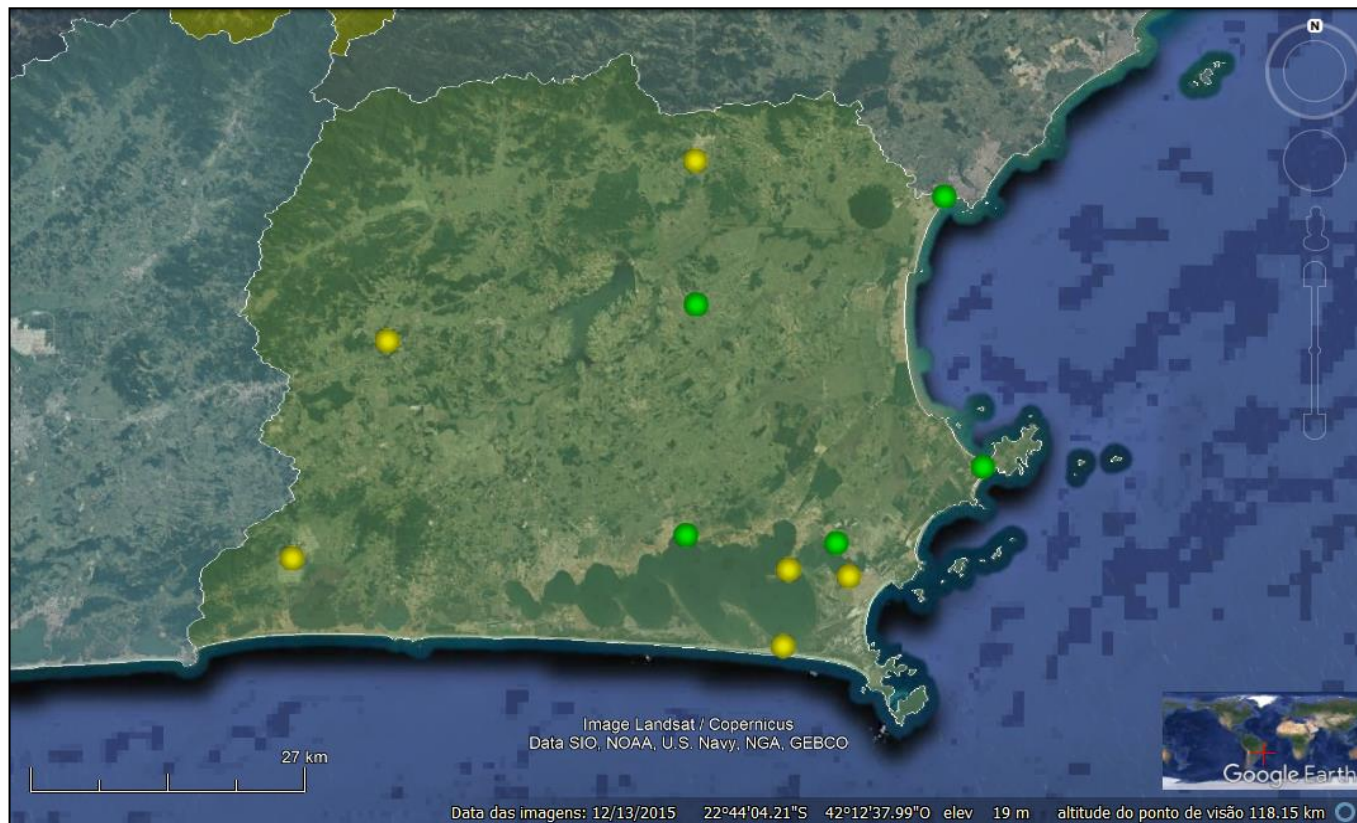 N
Image Landsat / Copernicus
Data SIO, NOAA, U.S. Navy, NGA, GEBCO
27 km
Google Earth
Data das imagens: 12/13/2015 22°44'04.21"S 42°12'37.99"O elev 19 m altitude do ponto de visão 118.15 km